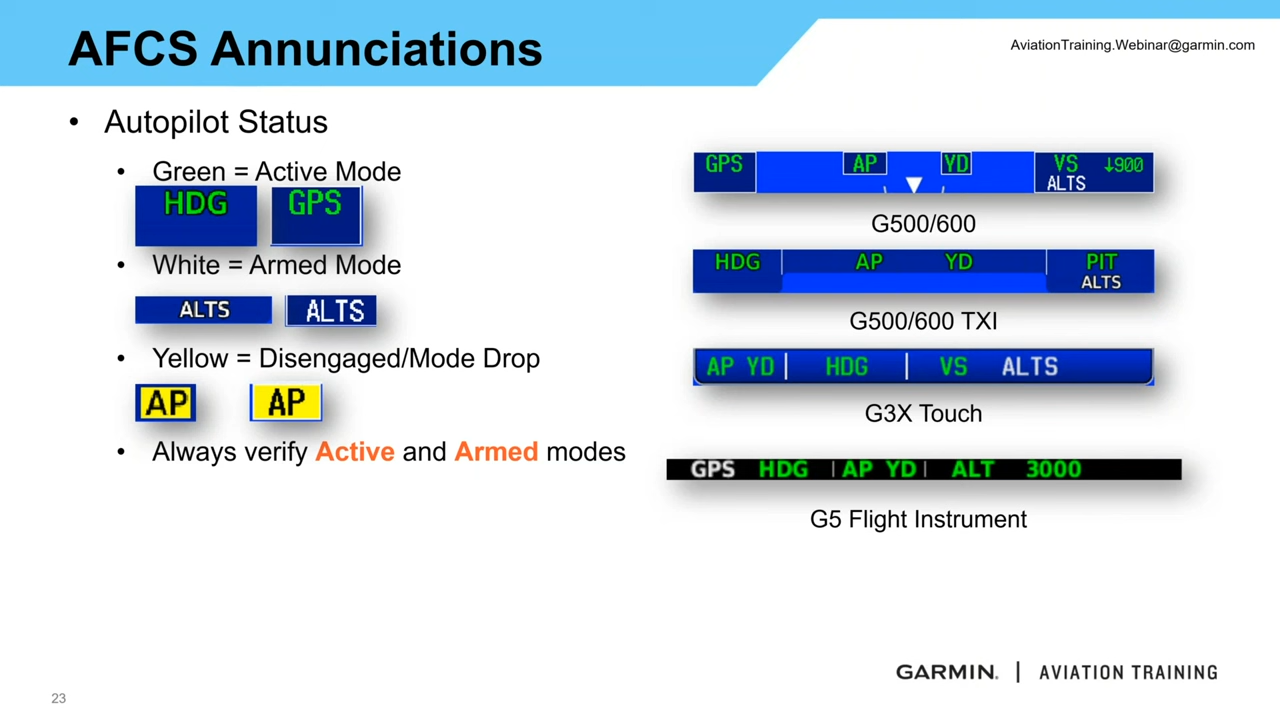 AFCS Annunciations
AviationTraining.Webinar@garmin.com
• Autopilot Status
• Green = Active Mode
HDG GPS
• White = Armed Mode
ALTS ALTS
• Yellow = Disengaged/Mode Drop
AP AP
• Always verify Active and Armed modes
GPS AP YD VS ↓900
ALTS
G500/600
HDG AP YD PIT
ALTS
G500/600 TXI
AP YD | HDG | VS ALTS
G3X Touch
GPS HDG | AP YD | ALT 3000
G5 Flight Instrument
23
GARMIN. | AVIATION TRAINING